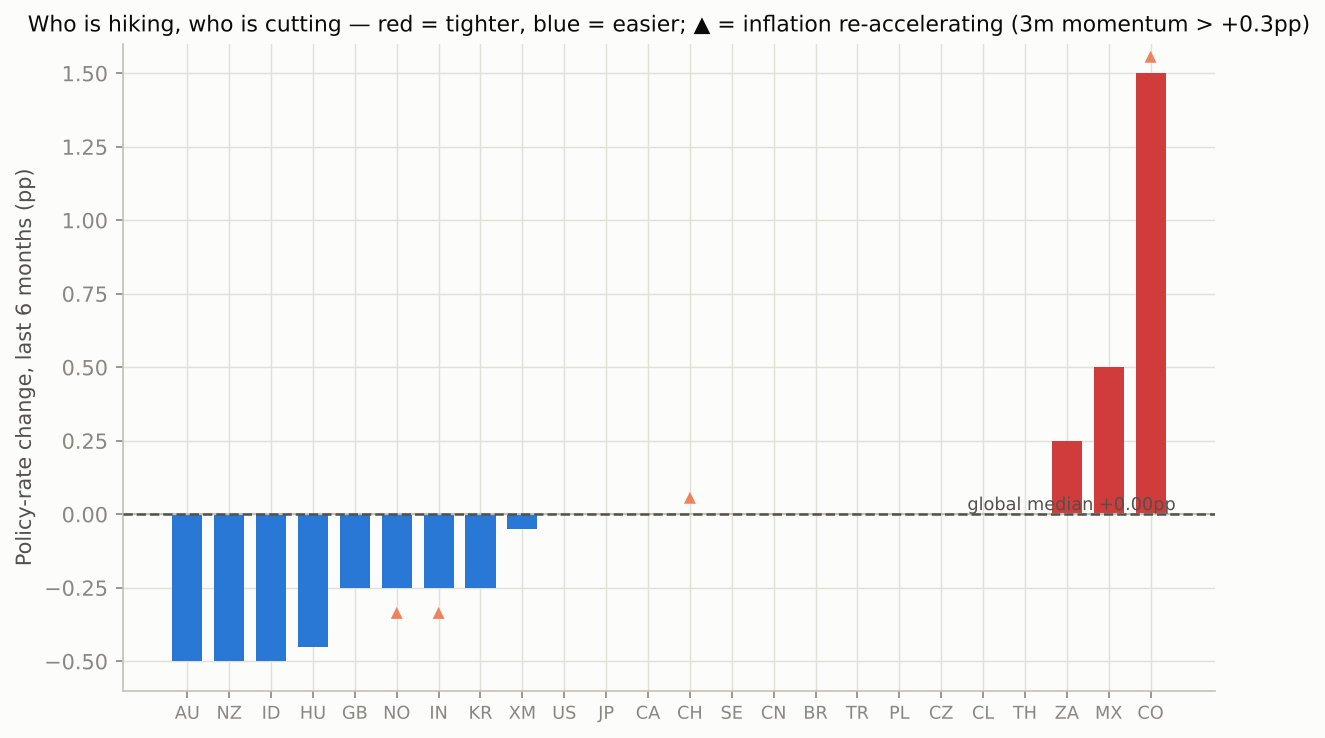 Who is hiking, who is cutting — red = tighter, blue = easier; ▲ = inflation re-accelerating (3m momentum > +0.3pp)
Policy-rate change, last 6 months (pp)
1.50
1.25
1.00
0.75
0.50
0.25
0.00
−0.25
−0.50
global median +0.00pp
AU NZ ID HU GB NO IN KR XM US JP CA CH SE CN BR TR PL CZ CL TH ZA MX CO